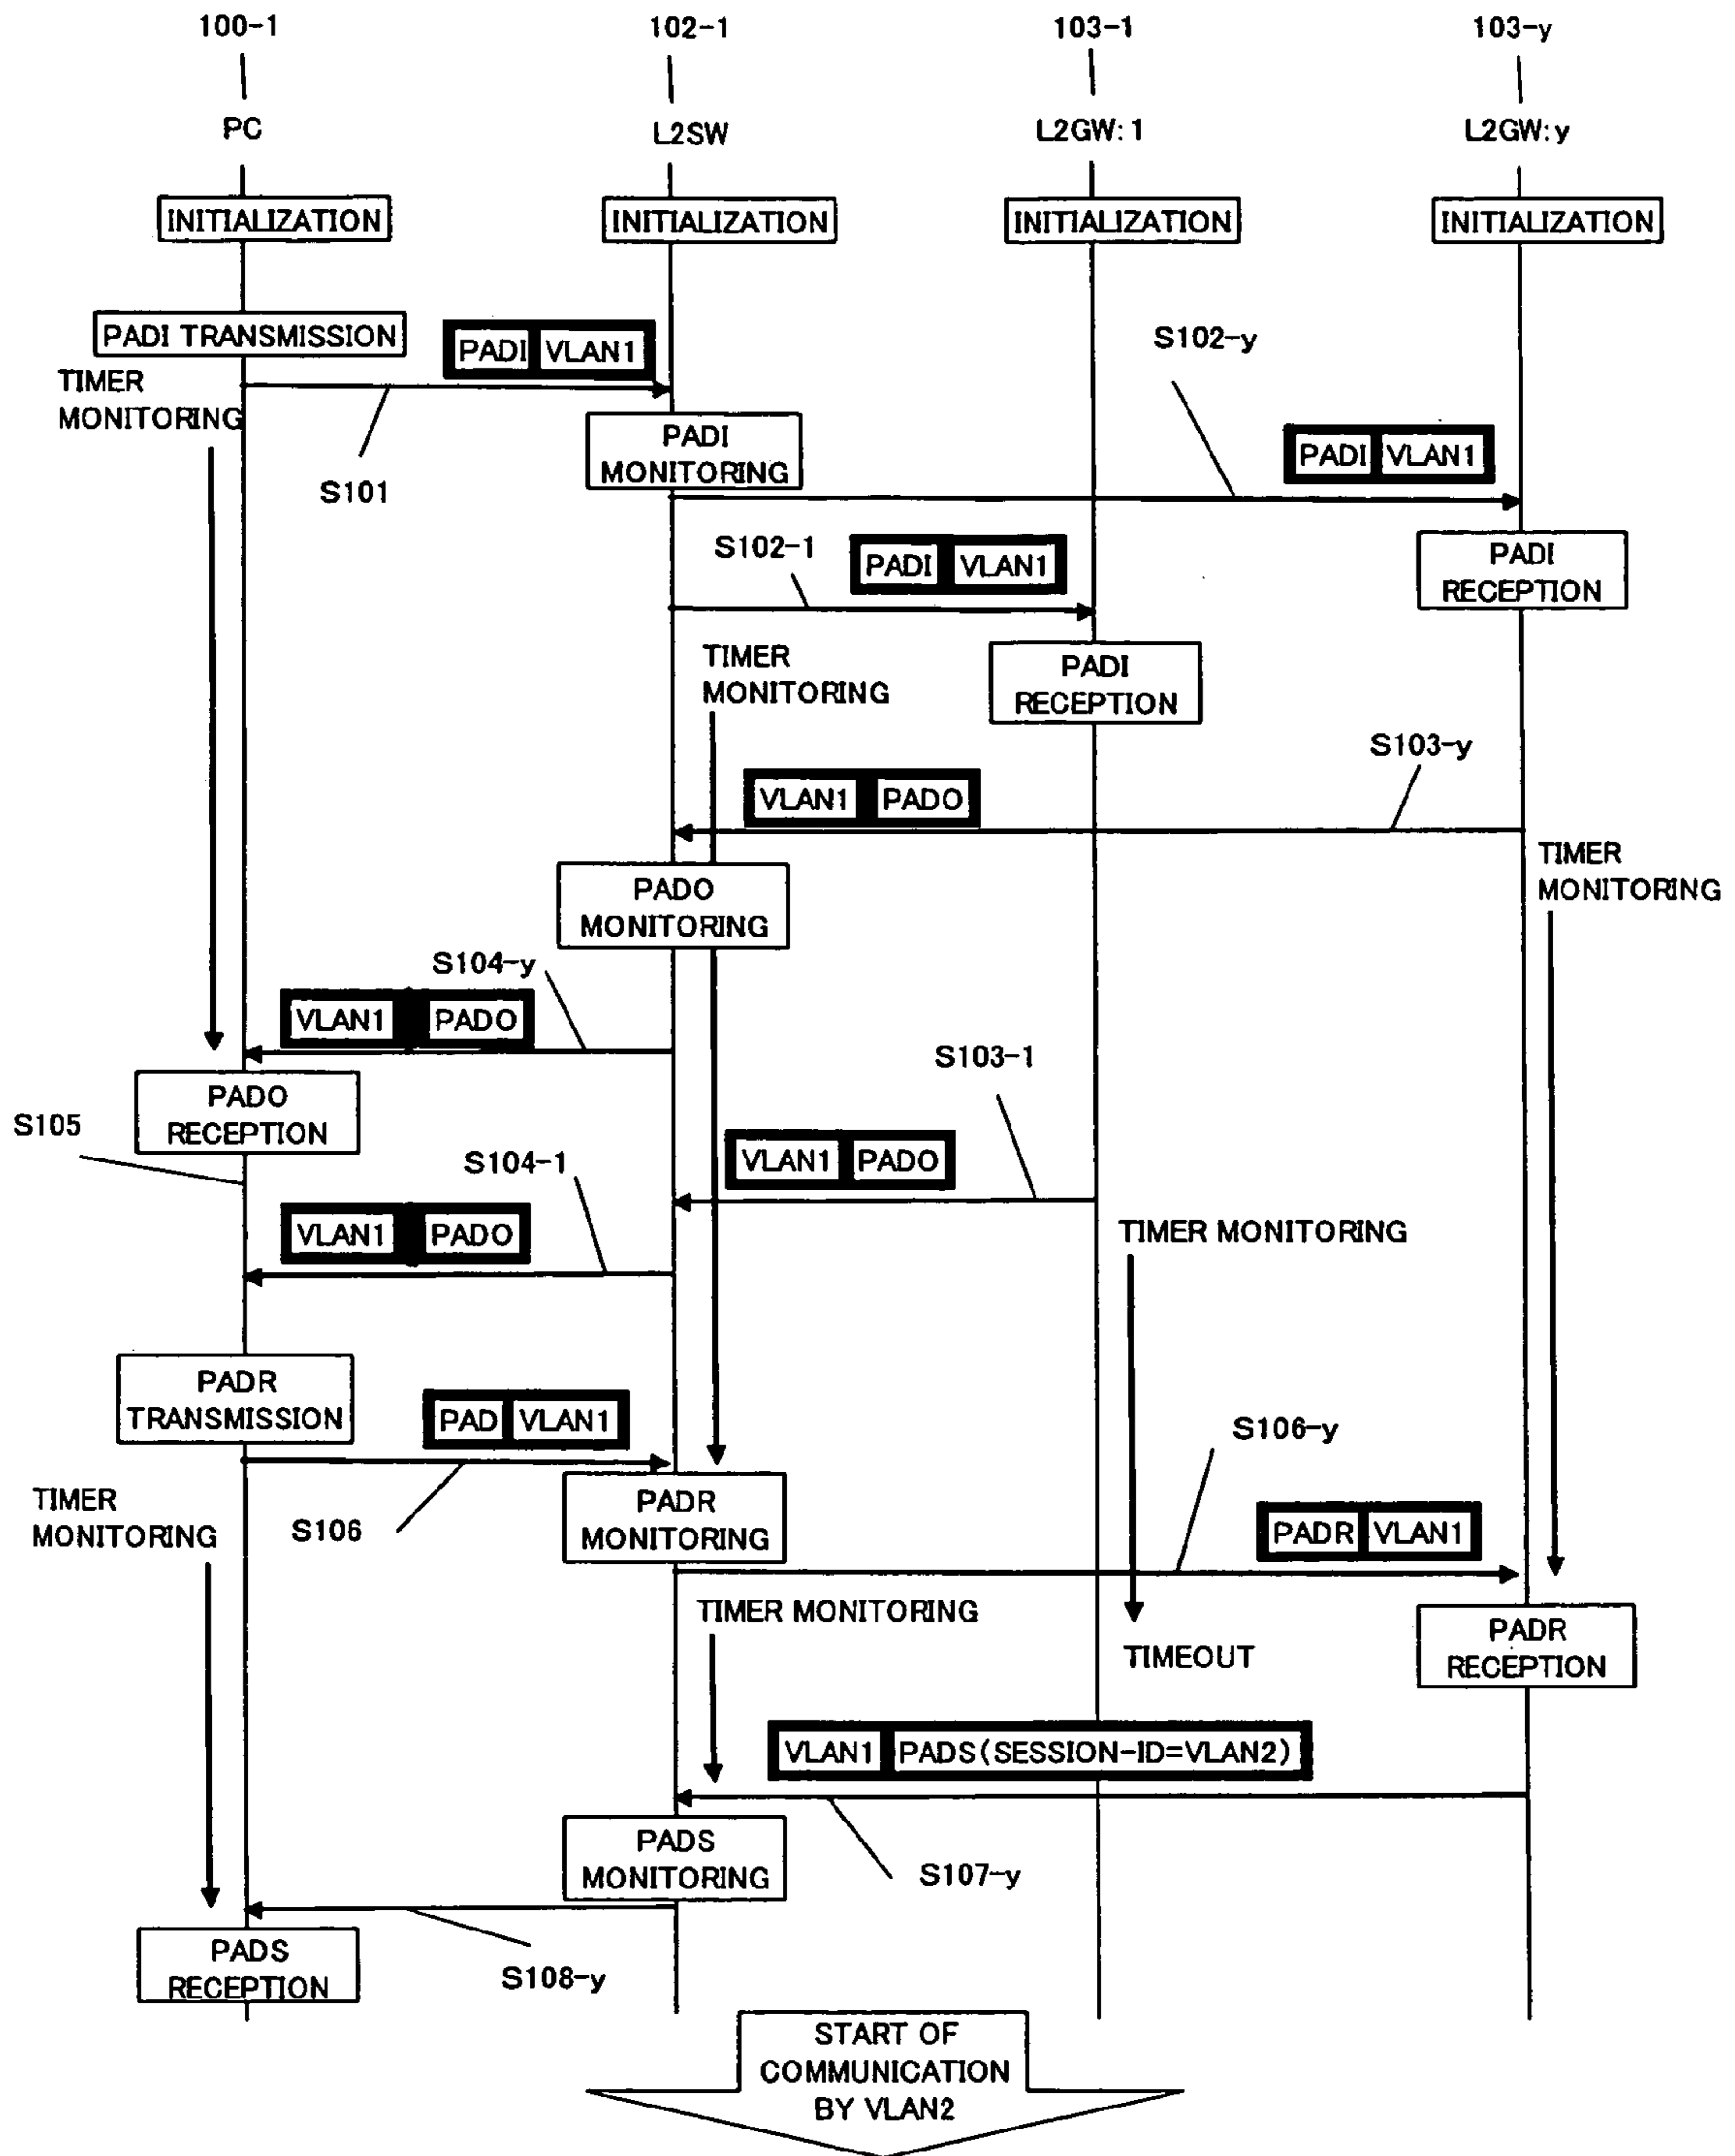 100-1 102-1 103-1 103-y
PC L2SW L2GW:1 L2GW:y
INITIALIZATION INITIALIZATION INITIALIZATION INITIALIZATION
PADI TRANSMISSION
PADI VLAN1
S102-y
TIMER
MONITORING
PADI
MONITORING
PADI VLAN1
S101
S102-1
PADI VLAN1
PADI
RECEPTION
TIMER
MONITORING
PADI
RECEPTION
S103-y
VLAN1 PADO
TIMER
MONITORING
PADO
MONITORING
S104-y
VLAN1 PADO
S103-1
PADO
RECEPTION
S105
S104-1
VLAN1 PADO
VLAN1 PADO
TIMER MONITORING
PADR
TRANSMISSION
PAD VLAN1
S106-y
TIMER
MONITORING
S106
PADR
MONITORING
PADR VLAN1
TIMER MONITORING
TIMEOUT
PADR
RECEPTION
VLAN1 PADS(SESSION-ID=VLAN2)
PADS
MONITORING
S107-y
PADS
RECEPTION
S108-y
START OF
COMMUNICATION
BY VLAN2